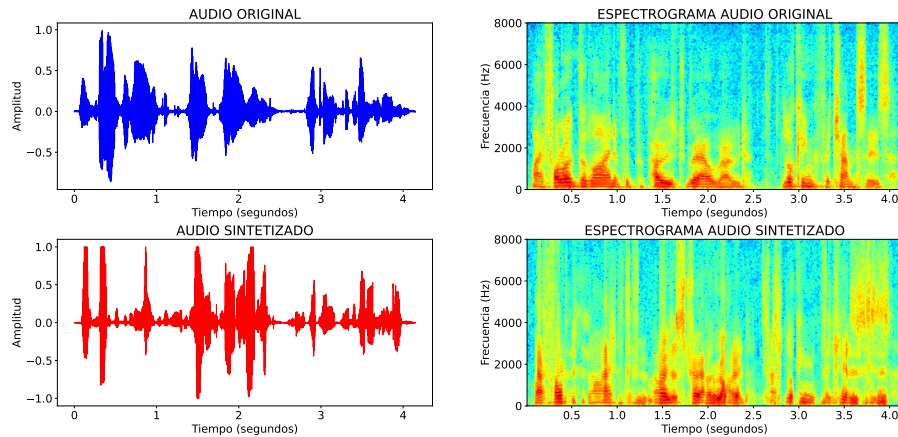 AUDIO ORIGINAL
Amplitud
1.0
0.5
0.0
−0.5
0 1 2 3 4
Tiempo (segundos)
ESPECTROGRAMA AUDIO ORIGINAL
Frecuencia (Hz)
8000
6000
4000
2000
0
0.5 1.0 1.5 2.0 2.5 3.0 3.5 4.0
Tiempo (segundos)
AUDIO SINTETIZADO
Amplitud
1.0
0.5
0.0
−0.5
−1.0
0 1 2 3 4
Tiempo (segundos)
ESPECTROGRAMA AUDIO SINTETIZADO
Frecuencia (Hz)
8000
6000
4000
2000
0
0.5 1.0 1.5 2.0 2.5 3.0 3.5 4.0
Tiempo (segundos)